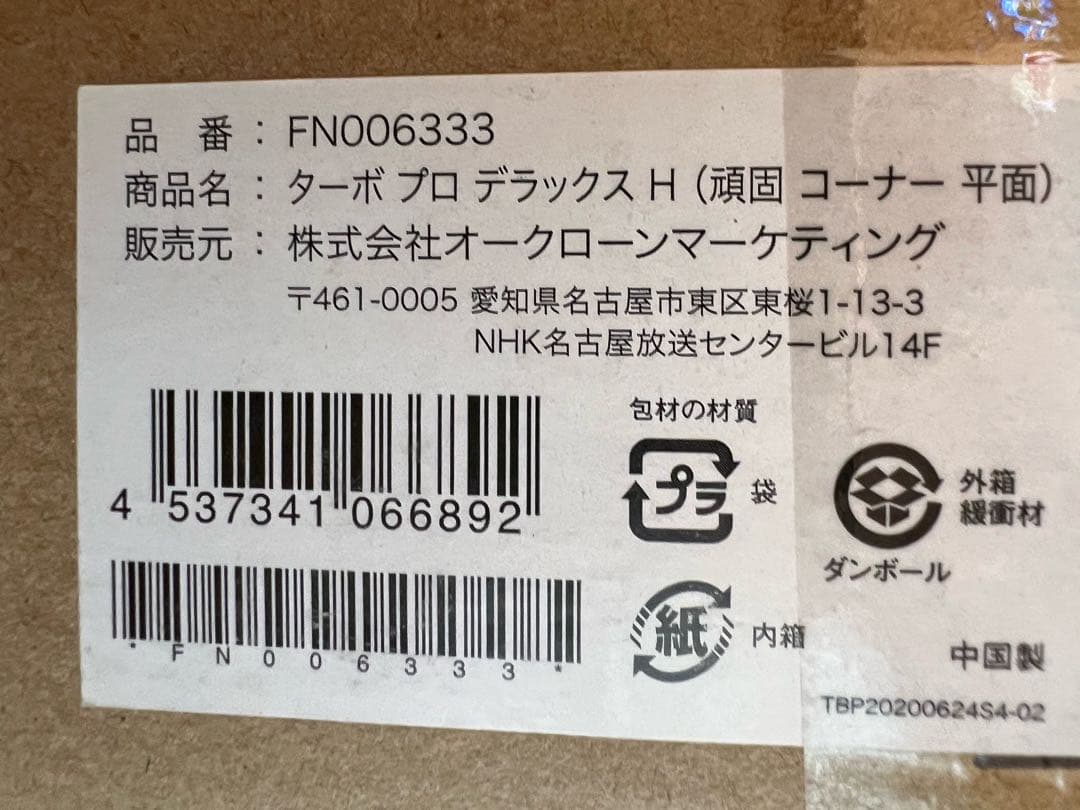 品 番：FN006333
商品名：ターボ プロ デラックス H（頑固 コーナー 平面）
販売元：株式会社オークローンマーケティング
〒461-0005 愛知県名古屋市東区東桜1-13-3
NHK名古屋放送センタービル14F
包材の材質
プラ 袋
外箱
緩衝材
ダンボール
4 537341 066892
紙 内箱
*FN006333*
中国製
TBP20200624S4-02